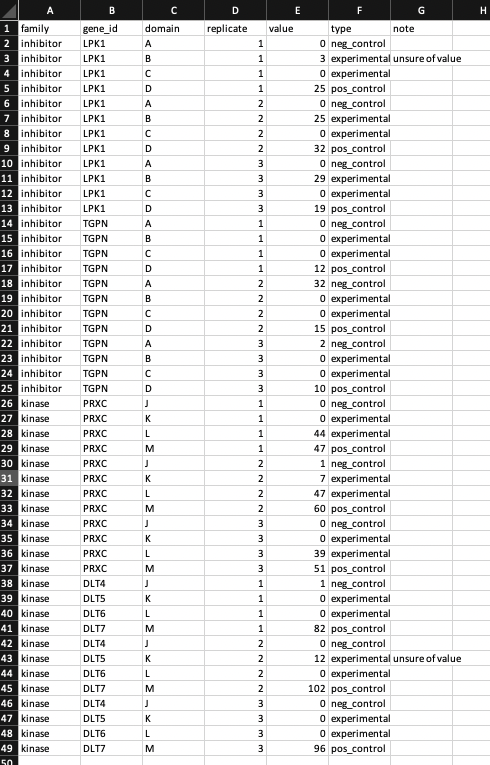 A B C D E F G H
1 family gene_id domain replicate value type note
2 inhibitor LPK1 A 1 0 neg_control
3 inhibitor LPK1 B 1 3 experimental unsure of value
4 inhibitor LPK1 C 1 0 experimental
5 inhibitor LPK1 D 1 25 pos_control
6 inhibitor LPK1 A 2 0 neg_control
7 inhibitor LPK1 B 2 25 experimental
8 inhibitor LPK1 C 2 0 experimental
9 inhibitor LPK1 D 2 32 pos_control
10 inhibitor LPK1 A 3 0 neg_control
11 inhibitor LPK1 B 3 29 experimental
12 inhibitor LPK1 C 3 0 experimental
13 inhibitor LPK1 D 3 19 pos_control
14 inhibitor TGPN A 1 0 neg_control
15 inhibitor TGPN B 1 0 experimental
16 inhibitor TGPN C 1 0 experimental
17 inhibitor TGPN D 1 12 pos_control
18 inhibitor TGPN A 2 32 neg_control
19 inhibitor TGPN B 2 0 experimental
20 inhibitor TGPN C 2 0 experimental
21 inhibitor TGPN D 2 15 pos_control
22 inhibitor TGPN A 3 2 neg_control
23 inhibitor TGPN B 3 0 experimental
24 inhibitor TGPN C 3 0 experimental
25 inhibitor TGPN D 3 10 pos_control
26 kinase PRXC J 1 0 neg_control
27 kinase PRXC K 1 0 experimental
28 kinase PRXC L 1 44 experimental
29 kinase PRXC M 1 47 pos_control
30 kinase PRXC J 2 1 neg_control
31 kinase PRXC K 2 7 experimental
32 kinase PRXC L 2 47 experimental
33 kinase PRXC M 2 60 pos_control
34 kinase PRXC J 3 0 neg_control
35 kinase PRXC K 3 0 experimental
36 kinase PRXC L 3 39 experimental
37 kinase PRXC M 3 51 pos_control
38 kinase DLT4 J 1 1 neg_control
39 kinase DLT5 K 1 0 experimental
40 kinase DLT6 L 1 0 experimental
41 kinase DLT7 M 1 82 pos_control
42 kinase DLT4 J 2 0 neg_control
43 kinase DLT5 K 2 12 experimental unsure of value
44 kinase DLT6 L 2 0 experimental
45 kinase DLT7 M 2 102 pos_control
46 kinase DLT4 J 3 0 neg_control
47 kinase DLT5 K 3 0 experimental
48 kinase DLT6 L 3 0 experimental
49 kinase DLT7 M 3 96 pos_control
50